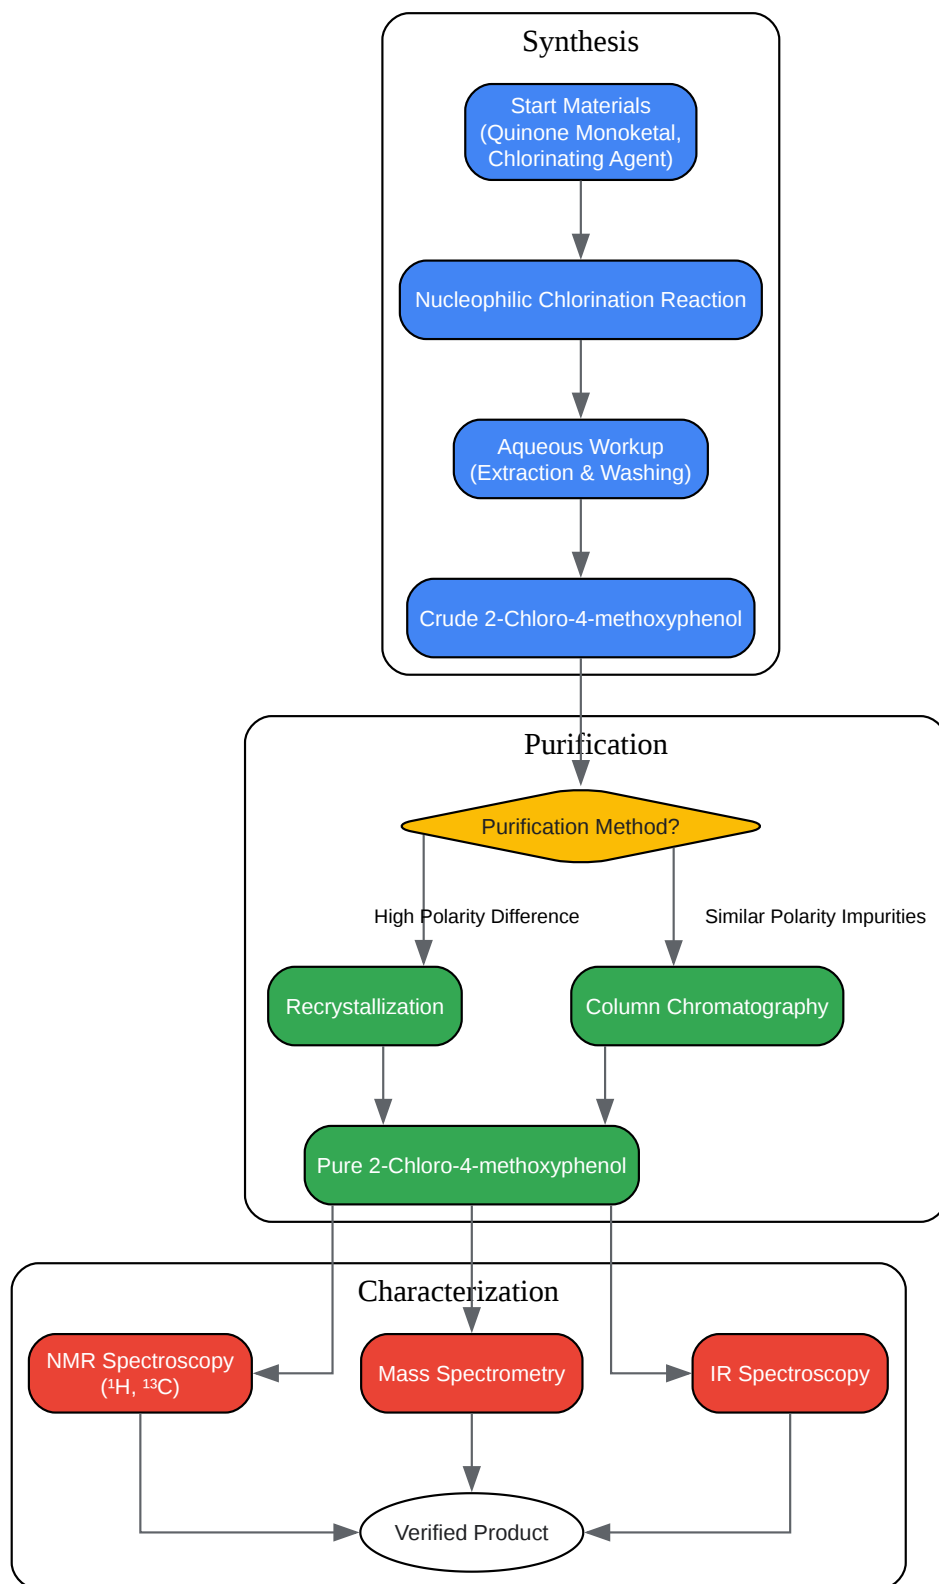 Synthesis
Start Materials
(Quinone Monoketal,
Chlorinating Agent)
Nucleophilic Chlorination Reaction
Aqueous Workup
(Extraction & Washing)
Crude 2-Chloro-4-methoxyphenol
Purification
Purification Method?
High Polarity Difference
Similar Polarity Impurities
Recrystallization
Column Chromatography
Pure 2-Chloro-4-methoxyphenol
Characterization
NMR Spectroscopy
(¹H, ¹³C)
Mass Spectrometry
IR Spectroscopy
Verified Product